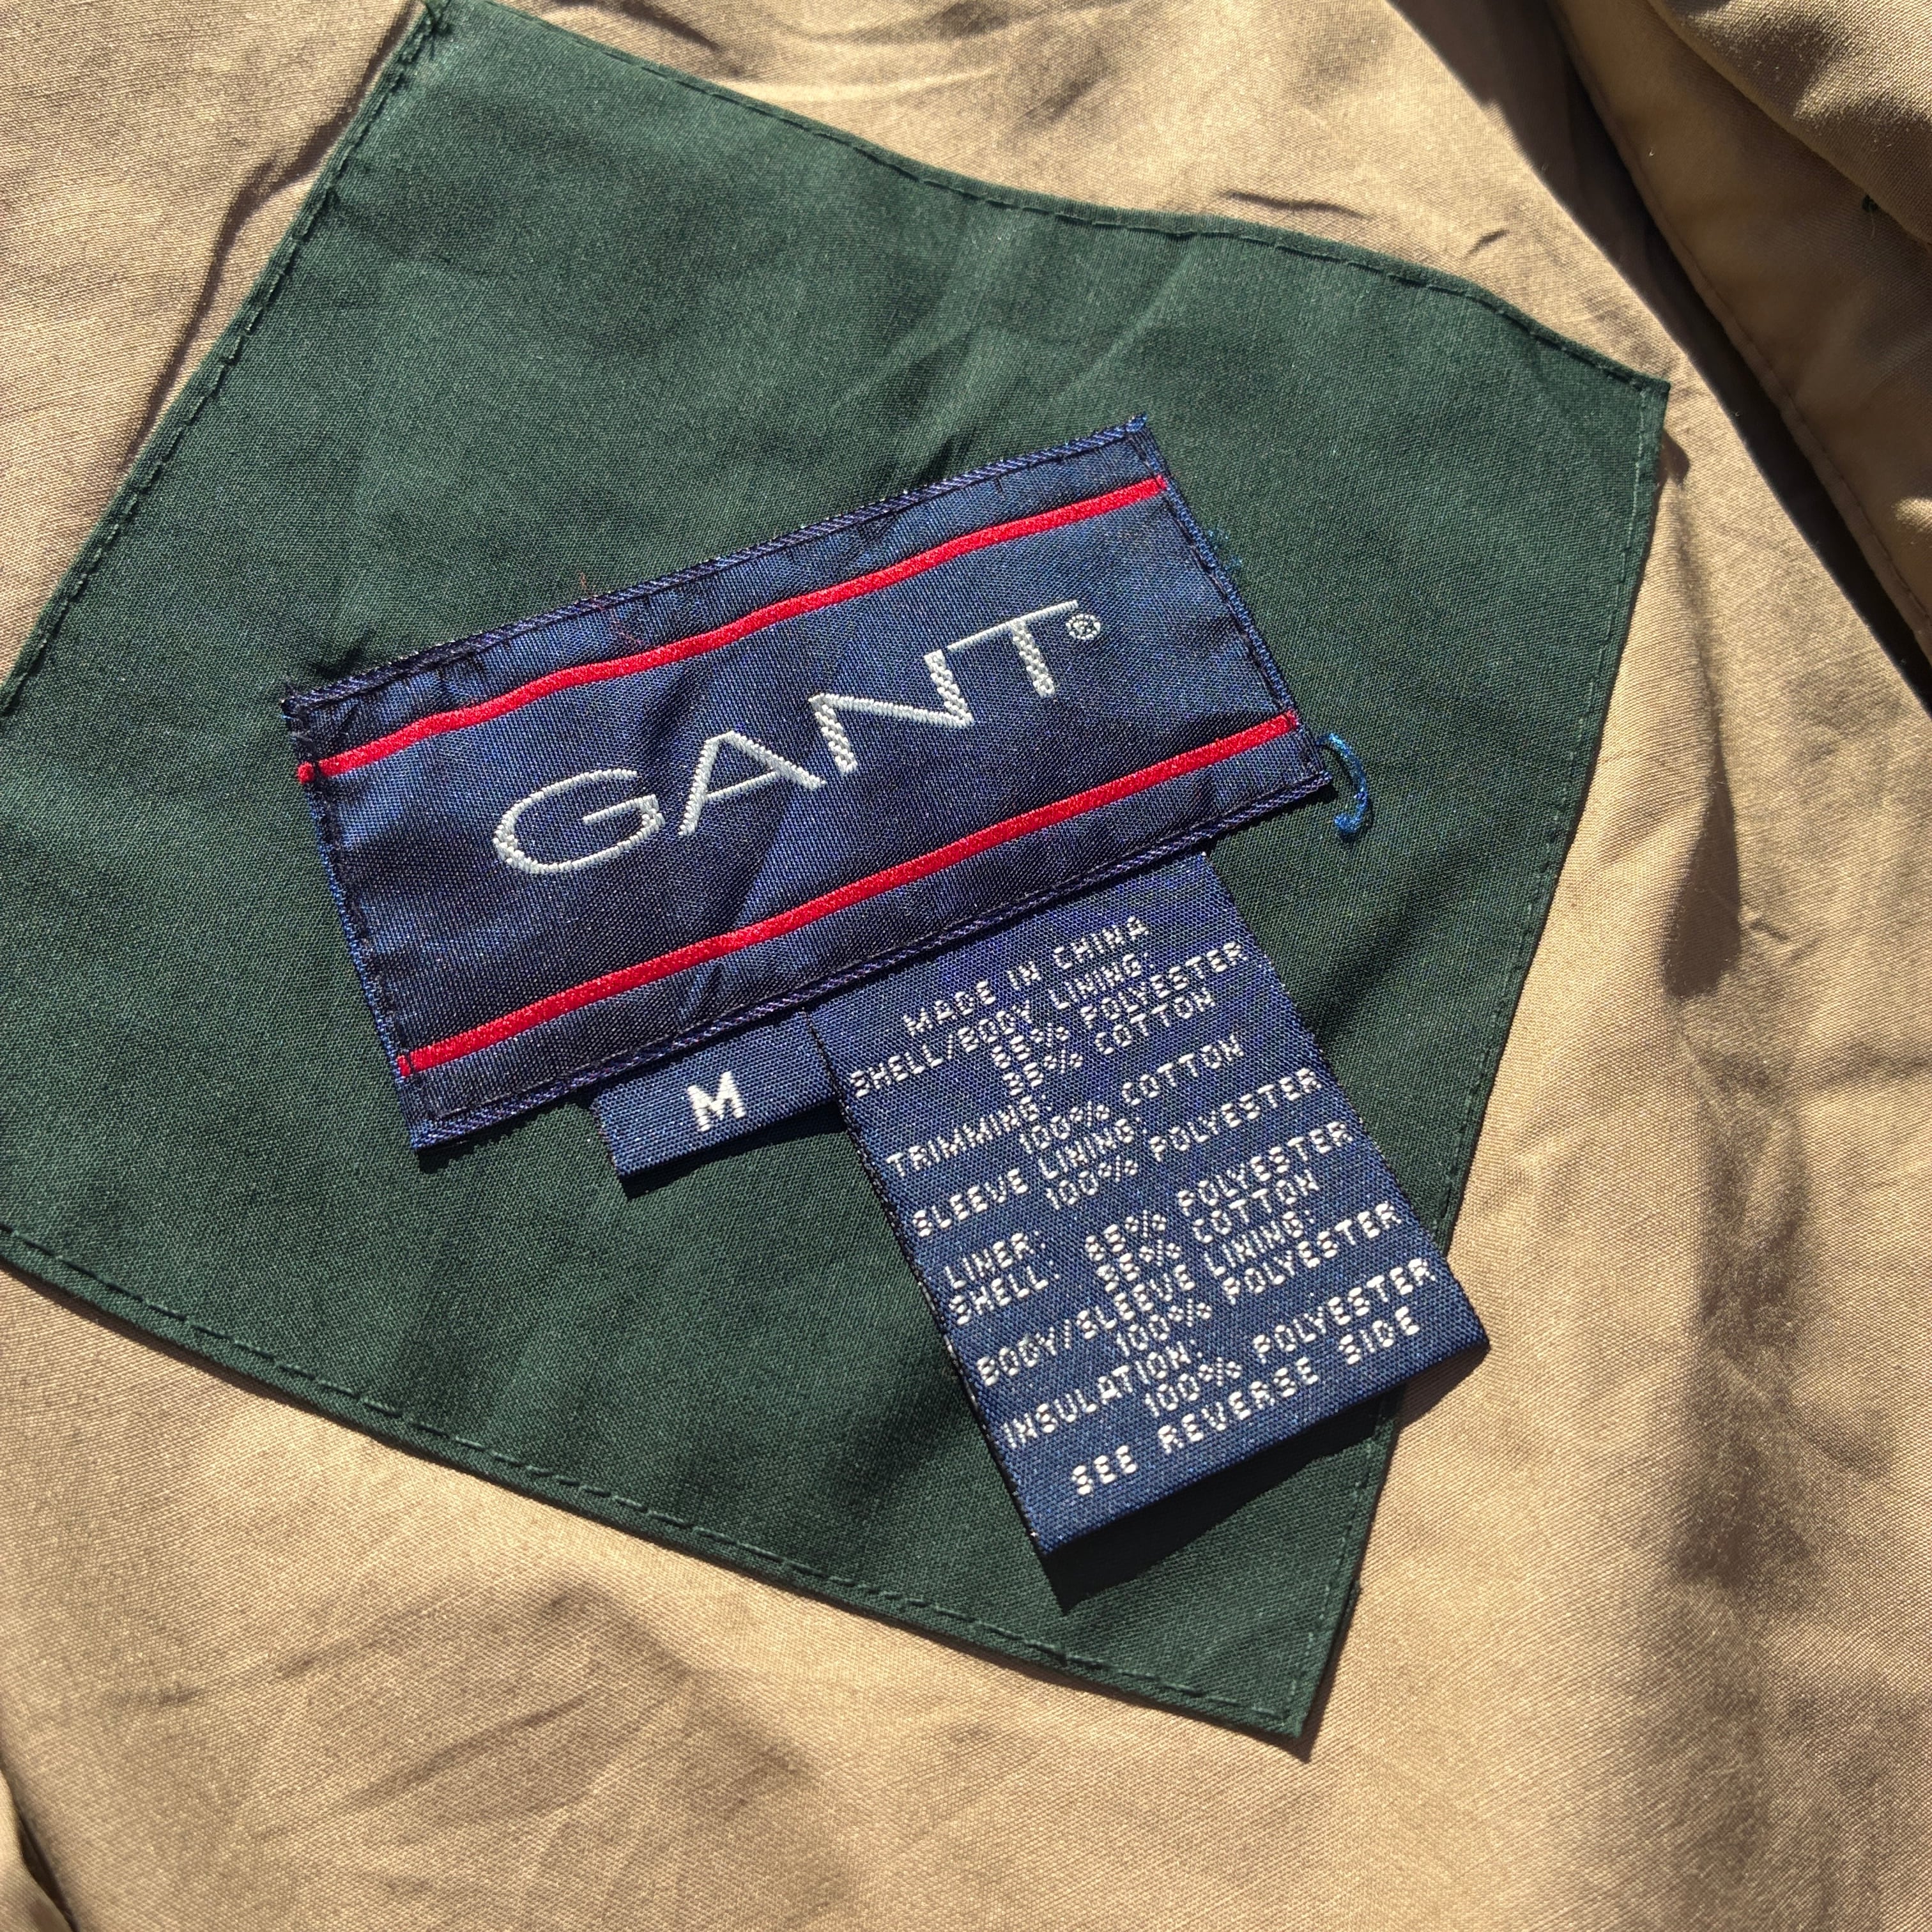 GANT®
M
MADE IN CHINA
SHELL/BODY LINING:
65% POLYESTER
35% COTTON
TRIMMING:
100% COTTON
SLEEVE LINING:
100% POLYESTER
LINER: 65% POLYESTER
SHELL: 35% COTTON
BODY/SLEEVE LINING:
100% POLYESTER
INSULATION:
100% POLYESTER
SEE REVERSE SIDE